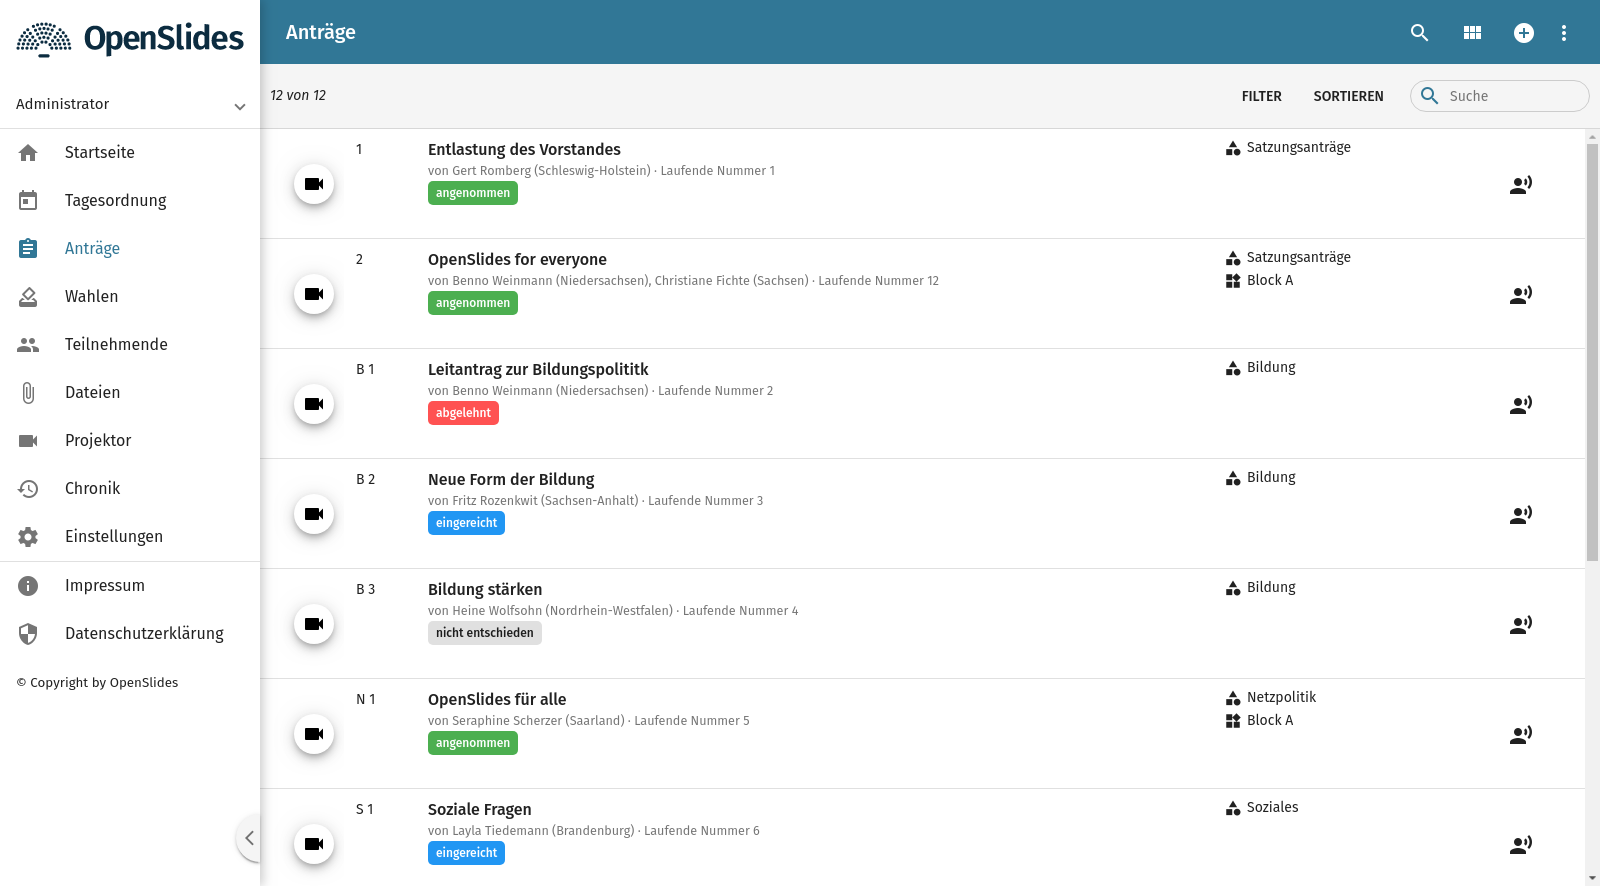 OpenSlides
Anträge
Administrator
12 von 12
FILTER
SORTIEREN
Suche
Startseite
Tagesordnung
Anträge
Wahlen
Teilnehmende
Dateien
Projektor
Chronik
Einstellungen
Impressum
Datenschutzerklärung
© Copyright by OpenSlides
1
Entlastung des Vorstandes
von Gert Romberg (Schleswig-Holstein) · Laufende Nummer 1
angenommen
Satzungsanträge
2
OpenSlides for everyone
von Benno Weinmann (Niedersachsen), Christiane Fichte (Sachsen) · Laufende Nummer 12
angenommen
Satzungsanträge
Block A
B 1
Leitantrag zur Bildungspolititk
von Benno Weinmann (Niedersachsen) · Laufende Nummer 2
abgelehnt
Bildung
B 2
Neue Form der Bildung
von Fritz Rozenkwit (Sachsen-Anhalt) · Laufende Nummer 3
eingereicht
Bildung
B 3
Bildung stärken
von Heine Wolfsohn (Nordrhein-Westfalen) · Laufende Nummer 4
nicht entschieden
Bildung
N 1
OpenSlides für alle
von Seraphine Scherzer (Saarland) · Laufende Nummer 5
angenommen
Netzpolitik
Block A
S 1
Soziale Fragen
von Layla Tiedemann (Brandenburg) · Laufende Nummer 6
eingereicht
Soziales